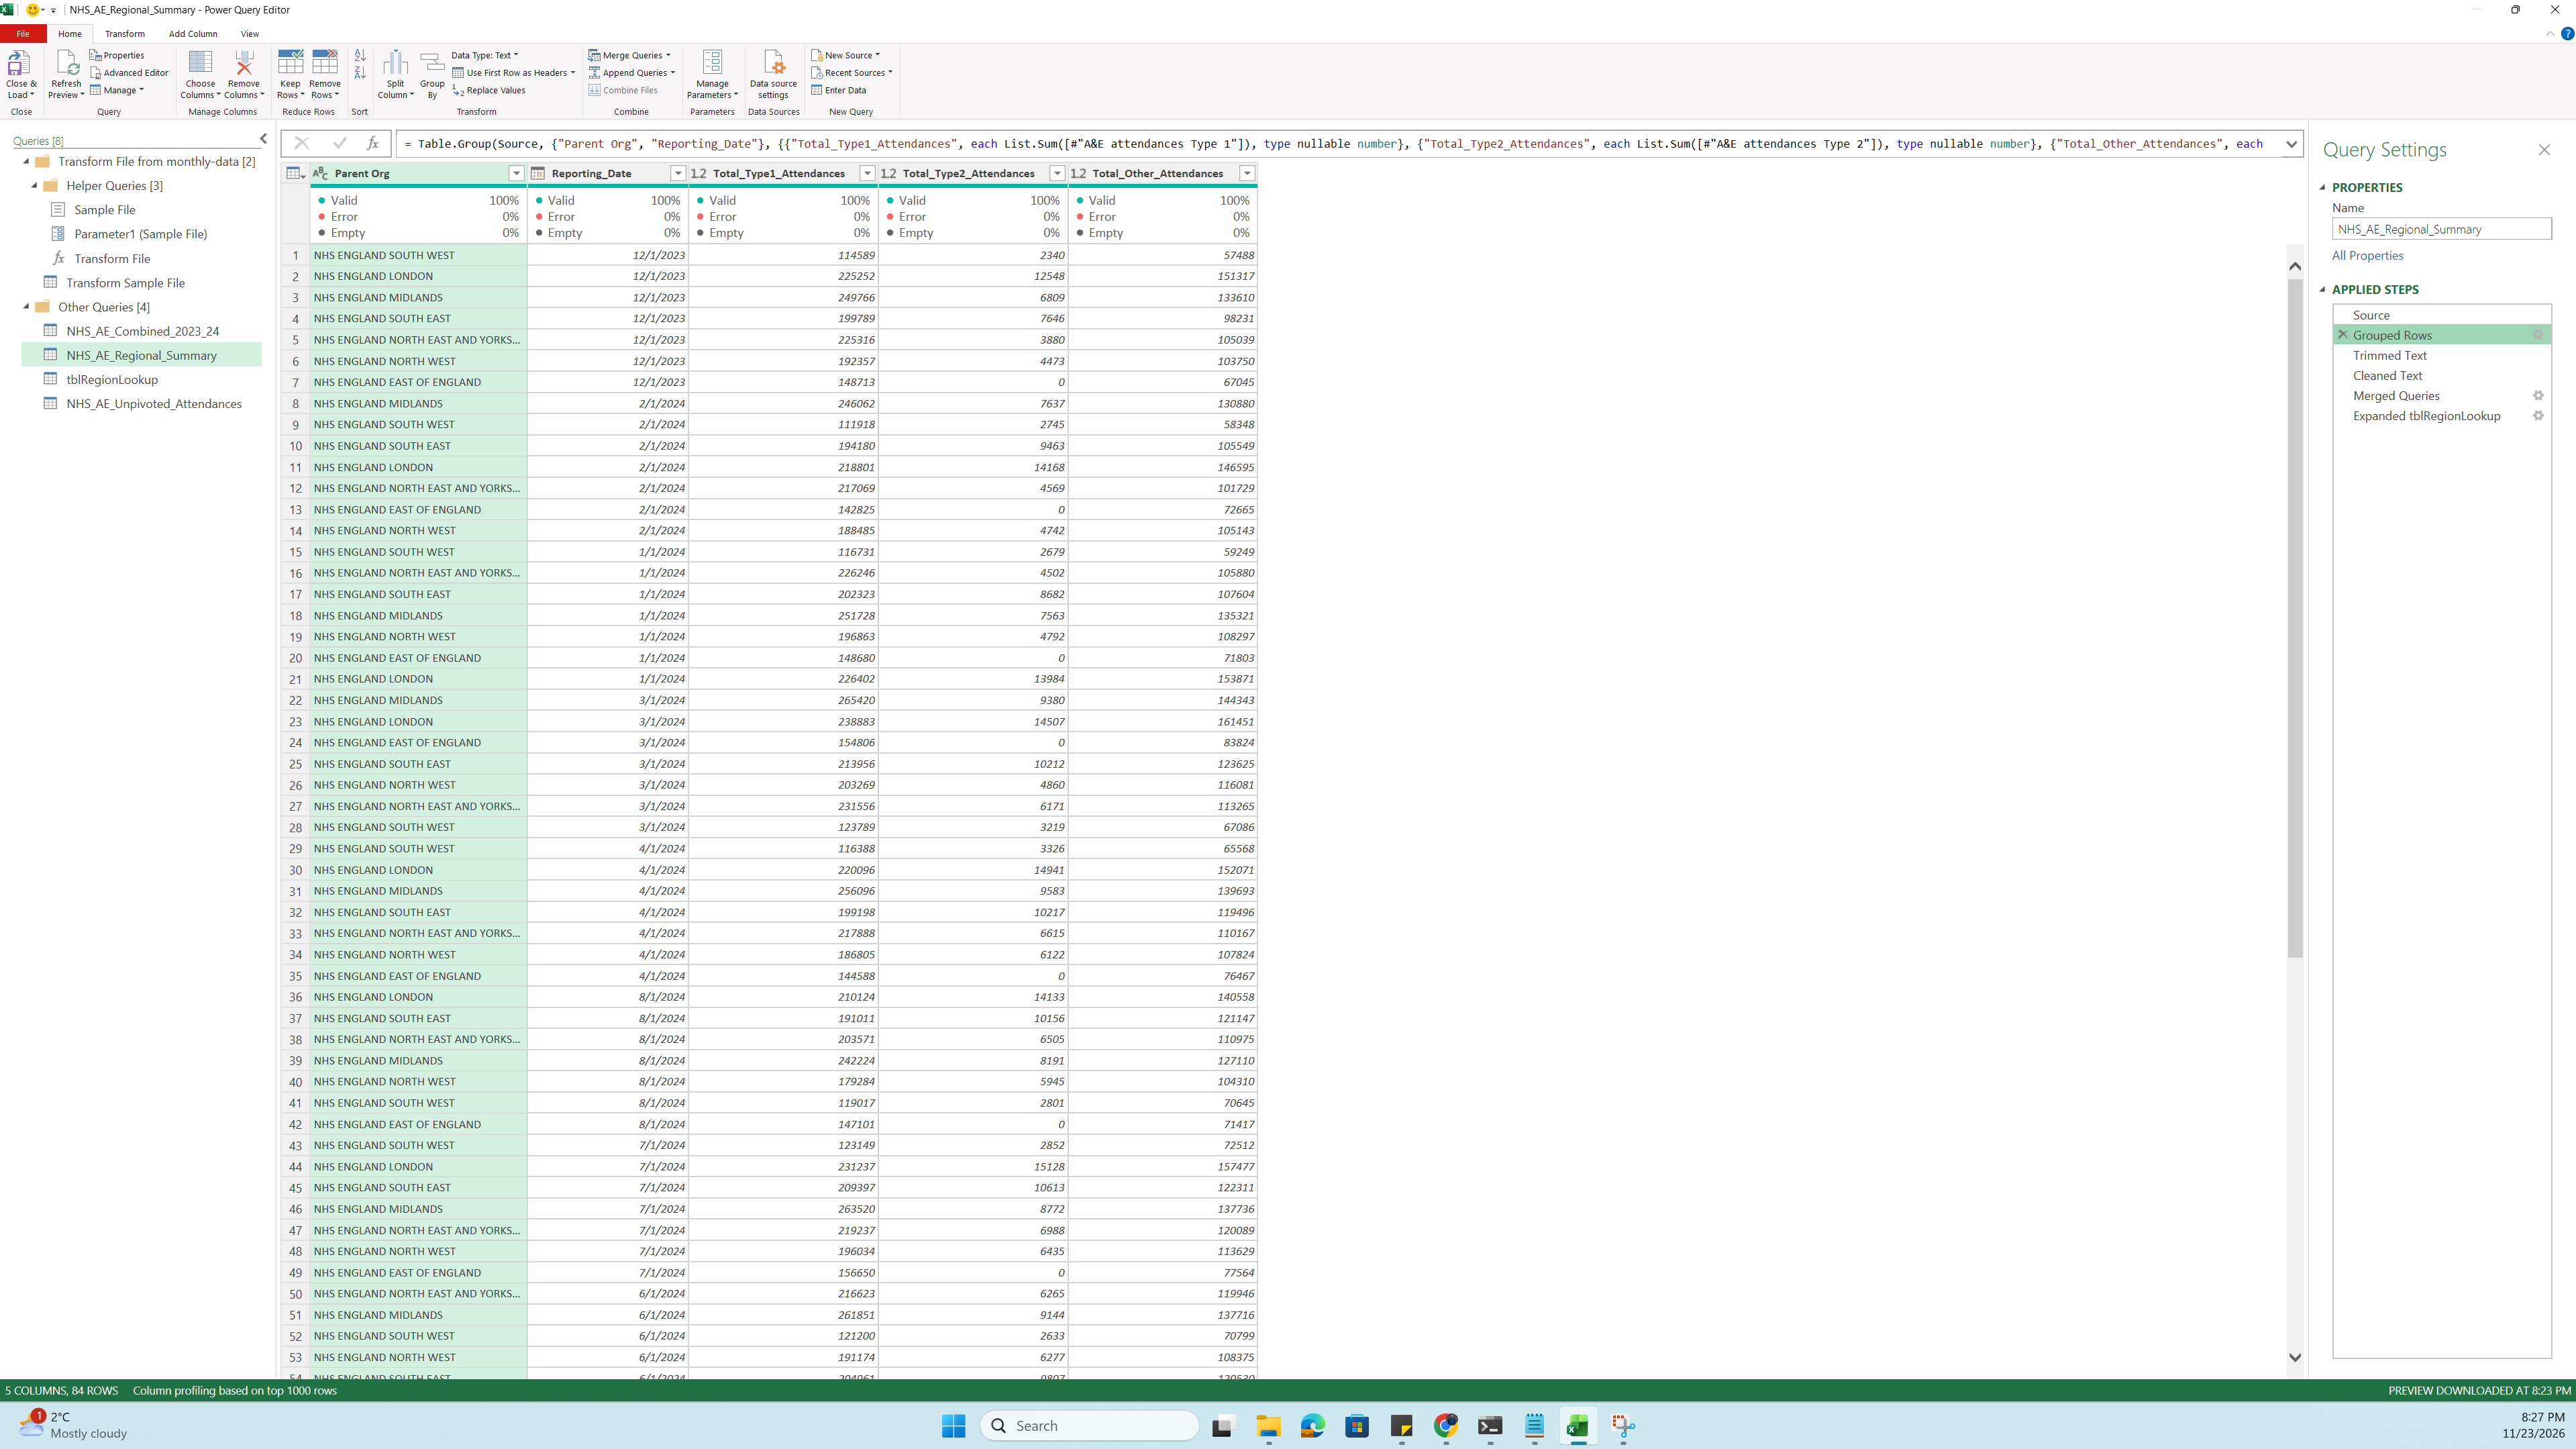 NHS_AE_Regional_Summary - Power Query Editor
File Home Transform Add Column View
Close & Load
Close
Refresh Preview
Properties
Advanced Editor
Manage
Query
Choose Columns
Remove Columns
Manage Columns
Keep Rows
Remove Rows
Reduce Rows
Sort
Split Column
Group By
Data Type: Text
Use First Row as Headers
Replace Values
Transform
Merge Queries
Append Queries
Combine Files
Combine
Manage Parameters
Parameters
Data source settings
Data Sources
New Source
Recent Sources
Enter Data
New Query
Queries [8]
Transform File from monthly-data [2]
Helper Queries [3]
Sample File
Parameter1 (Sample File)
fx Transform File
Transform Sample File
Other Queries [4]
NHS_AE_Combined_2023_24
NHS_AE_Regional_Summary
tblRegionLookup
NHS_AE_Unpivoted_Attendances
fx = Table.Group(Source, {"Parent Org", "Reporting_Date"}, {{"Total_Type1_Attendances", each List.Sum([#"A&E attendances Type 1"]), type nullable number}, {"Total_Type2_Attendances", each List.Sum([#"A&E attendances Type 2"]), type nullable number}, {"Total_Other_Attendances", each
ABC Parent Org Reporting_Date 1.2 Total_Type1_Attendances 1.2 Total_Type2_Attendances 1.2 Total_Other_Attendances
Valid 100% Valid 100% Valid 100% Valid 100% Valid 100%
Error 0% Error 0% Error 0% Error 0% Error 0%
Empty 0% Empty 0% Empty 0% Empty 0% Empty 0%
1 NHS ENGLAND SOUTH WEST 12/1/2023 114589 2340 57488
2 NHS ENGLAND LONDON 12/1/2023 225252 12548 151317
3 NHS ENGLAND MIDLANDS 12/1/2023 249766 6809 133610
4 NHS ENGLAND SOUTH EAST 12/1/2023 199789 7646 98231
5 NHS ENGLAND NORTH EAST AND YORKS... 12/1/2023 225316 3880 105039
6 NHS ENGLAND NORTH WEST 12/1/2023 192357 4473 103750
7 NHS ENGLAND EAST OF ENGLAND 12/1/2023 148713 0 67045
8 NHS ENGLAND MIDLANDS 2/1/2024 246062 7637 130880
9 NHS ENGLAND SOUTH WEST 2/1/2024 111918 2745 58348
10 NHS ENGLAND SOUTH EAST 2/1/2024 194180 9463 105549
11 NHS ENGLAND LONDON 2/1/2024 218801 14168 146595
12 NHS ENGLAND NORTH EAST AND YORKS... 2/1/2024 217069 4569 101729
13 NHS ENGLAND EAST OF ENGLAND 2/1/2024 142825 0 72665
14 NHS ENGLAND NORTH WEST 2/1/2024 188485 4742 105143
15 NHS ENGLAND SOUTH WEST 1/1/2024 116731 2679 59249
16 NHS ENGLAND NORTH EAST AND YORKS... 1/1/2024 226246 4502 105880
17 NHS ENGLAND SOUTH EAST 1/1/2024 202323 8682 107604
18 NHS ENGLAND MIDLANDS 1/1/2024 251728 7563 135321
19 NHS ENGLAND NORTH WEST 1/1/2024 196863 4792 108297
20 NHS ENGLAND EAST OF ENGLAND 1/1/2024 148680 0 71803
21 NHS ENGLAND LONDON 1/1/2024 226402 13984 153871
22 NHS ENGLAND MIDLANDS 3/1/2024 265420 9380 144343
23 NHS ENGLAND LONDON 3/1/2024 238883 14507 161451
24 NHS ENGLAND EAST OF ENGLAND 3/1/2024 154806 0 83824
25 NHS ENGLAND SOUTH EAST 3/1/2024 213956 10212 123625
26 NHS ENGLAND NORTH WEST 3/1/2024 203269 4860 116081
27 NHS ENGLAND NORTH EAST AND YORKS... 3/1/2024 231556 6171 113265
28 NHS ENGLAND SOUTH WEST 3/1/2024 123789 3219 67086
29 NHS ENGLAND SOUTH WEST 4/1/2024 116388 3326 65568
30 NHS ENGLAND LONDON 4/1/2024 220096 14941 152071
31 NHS ENGLAND MIDLANDS 4/1/2024 256096 9583 139693
32 NHS ENGLAND SOUTH EAST 4/1/2024 199198 10217 119496
33 NHS ENGLAND NORTH EAST AND YORKS... 4/1/2024 217888 6615 110167
34 NHS ENGLAND NORTH WEST 4/1/2024 186805 6122 107824
35 NHS ENGLAND EAST OF ENGLAND 4/1/2024 144588 0 76467
36 NHS ENGLAND LONDON 8/1/2024 210124 14133 140558
37 NHS ENGLAND SOUTH EAST 8/1/2024 191011 10156 121147
38 NHS ENGLAND NORTH EAST AND YORKS... 8/1/2024 203571 6505 110975
39 NHS ENGLAND MIDLANDS 8/1/2024 242224 8191 127110
40 NHS ENGLAND NORTH WEST 8/1/2024 179284 5945 104310
41 NHS ENGLAND SOUTH WEST 8/1/2024 119017 2801 70645
42 NHS ENGLAND EAST OF ENGLAND 8/1/2024 147101 0 71417
43 NHS ENGLAND SOUTH WEST 7/1/2024 123149 2852 72512
44 NHS ENGLAND LONDON 7/1/2024 231237 15128 157477
45 NHS ENGLAND SOUTH EAST 7/1/2024 209397 10613 122311
46 NHS ENGLAND MIDLANDS 7/1/2024 263520 8772 137736
47 NHS ENGLAND NORTH EAST AND YORKS... 7/1/2024 219237 6988 120089
48 NHS ENGLAND NORTH WEST 7/1/2024 196034 6435 113629
49 NHS ENGLAND EAST OF ENGLAND 7/1/2024 156650 0 77564
50 NHS ENGLAND NORTH EAST AND YORKS... 6/1/2024 216623 6265 119946
51 NHS ENGLAND MIDLANDS 6/1/2024 261851 9144 137716
52 NHS ENGLAND SOUTH WEST 6/1/2024 121200 2633 70799
53 NHS ENGLAND NORTH WEST 6/1/2024 191174 6277 108375
54 NHS ENGLAND SOUTH EAST 6/1/2024
Query Settings
PROPERTIES
Name
NHS_AE_Regional_Summary
All Properties
APPLIED STEPS
Source
Grouped Rows
Trimmed Text
Cleaned Text
Merged Queries
Expanded tblRegionLookup
5 COLUMNS, 84 ROWS Column profiling based on top 1000 rows
PREVIEW DOWNLOADED AT 8:23 PM
1
2°C
Mostly cloudy
Search
8:27 PM
11/23/2026